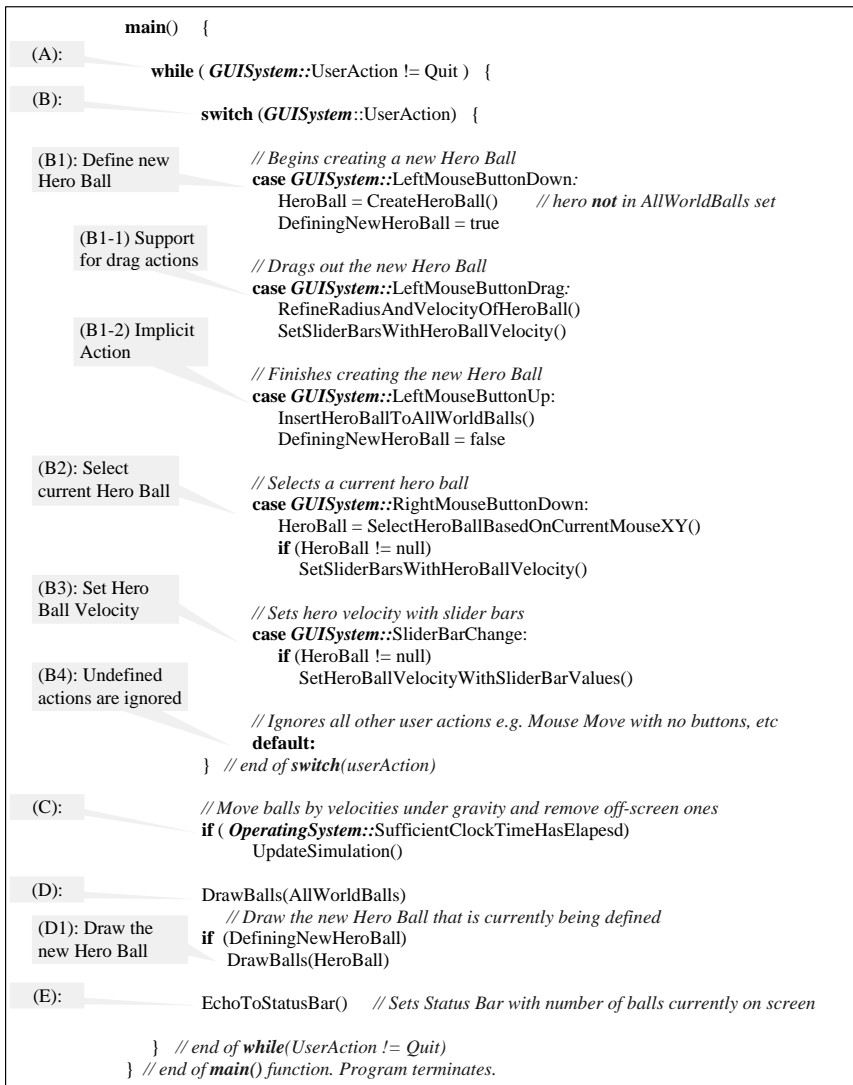 main() {
(A):
while ( GUISystem::UserAction != Quit ) {
(B):
switch (GUISystem::UserAction) {
(B1): Define new
Hero Ball
// Begins creating a new Hero Ball
case GUISystem::LeftMouseButtonDown:
HeroBall = CreateHeroBall() // hero not in AllWorldBalls set
DefiningNewHeroBall = true
(B1-1) Support
for drag actions
// Drags out the new Hero Ball
case GUISystem::LeftMouseButtonDrag:
RefineRadiusAndVelocityOfHeroBall()
SetSliderBarsWithHeroBallVelocity()
(B1-2) Implicit
Action
// Finishes creating the new Hero Ball
case GUISystem::LeftMouseButtonUp:
InsertHeroBallToAllWorldBalls()
DefiningNewHeroBall = false
(B2): Select
current Hero Ball
// Selects a current hero ball
case GUISystem::RightMouseButtonDown:
HeroBall = SelectHeroBallBasedOnCurrentMouseXY()
if (HeroBall != null)
SetSliderBarsWithHeroBallVelocity()
(B3): Set Hero
Ball Velocity
// Sets hero velocity with slider bars
case GUISystem::SliderBarChange:
if (HeroBall != null)
SetHeroBallVelocityWithSliderBarValues()
(B4): Undefined
actions are ignored
// Ignores all other user actions e.g. Mouse Move with no buttons, etc
default:
} // end of switch(userAction)
(C):
// Move balls by velocities under gravity and remove off-screen ones
if ( OperatingSystem::SufficientClockTimeHasElapesd)
UpdateSimulation()
(D):
DrawBalls(AllWorldBalls)
(D1): Draw the
new Hero Ball
// Draw the new Hero Ball that is currently being defined
if (DefiningNewHeroBall)
DrawBalls(HeroBall)
(E):
EchoToStatusBar() // Sets Status Bar with number of balls currently on screen
} // end of while(UserAction != Quit)
} // end of main() function. Program terminates.